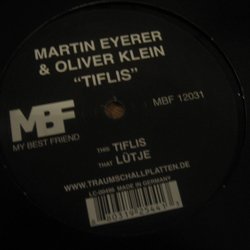 MARTIN EYERER
& OLIVER KLEIN
"TIFLIS"
MBF 12031
MBF
MY BEST FRIEND
THIS TIFLIS
THAT LÜTJE
WWW.TRAUMSCHALLPLATTEN.DE
MADE IN GERMANY